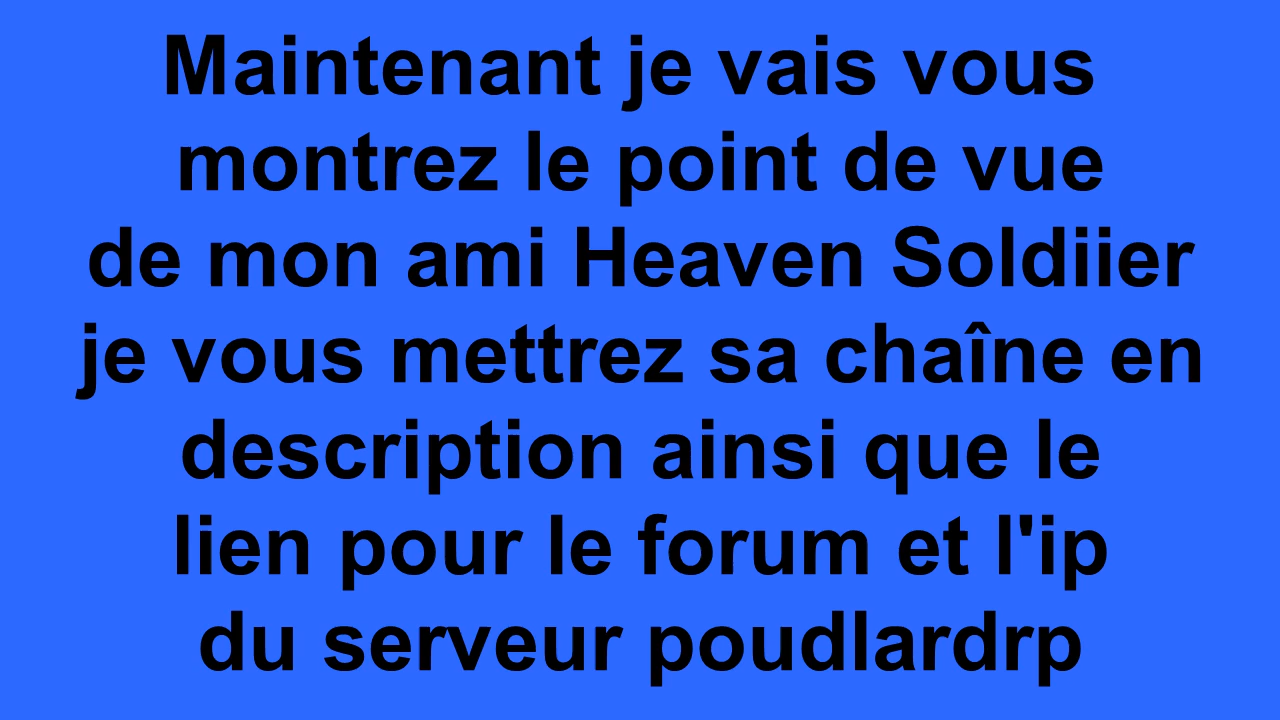 Maintenant je vais vous
montrez le point de vue
de mon ami Heaven Soldiier
je vous mettrez sa chaîne en
description ainsi que le
lien pour le forum et l'ip
du serveur poudlardrp